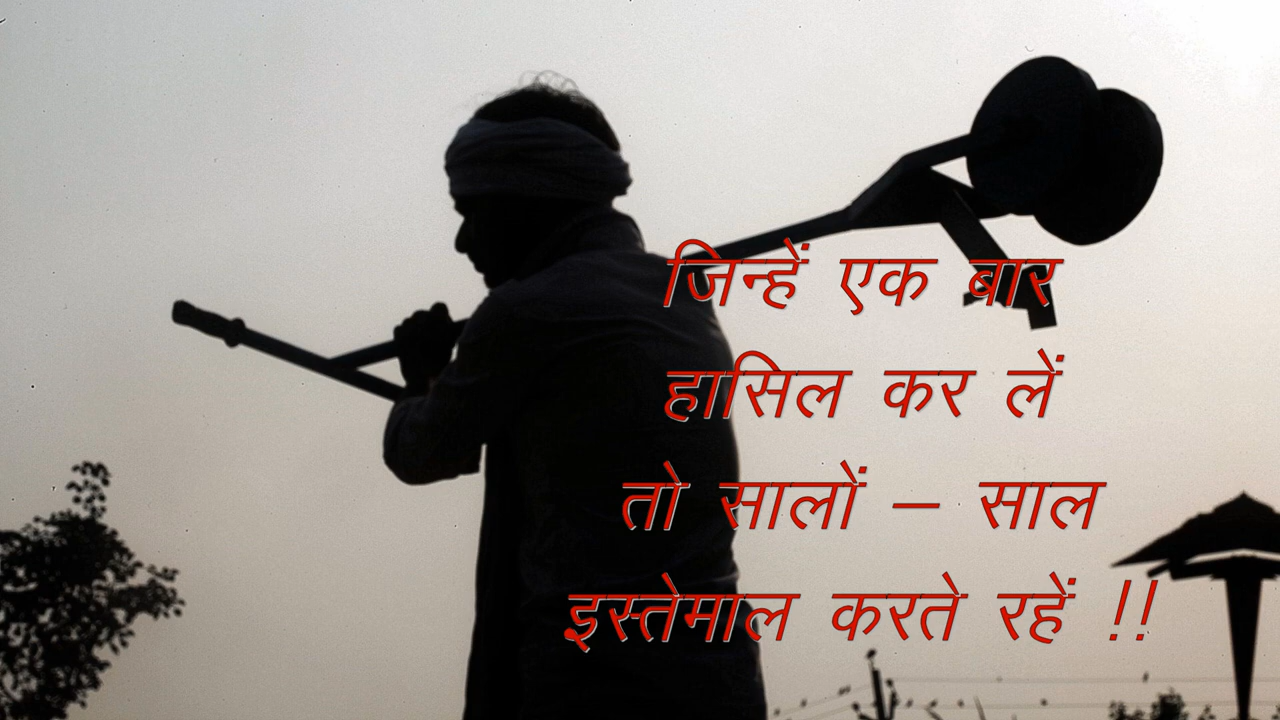 जिन्हें एक बार
हासिल कर लें
तो सालों – साल
इस्तेमाल करते रहें !!